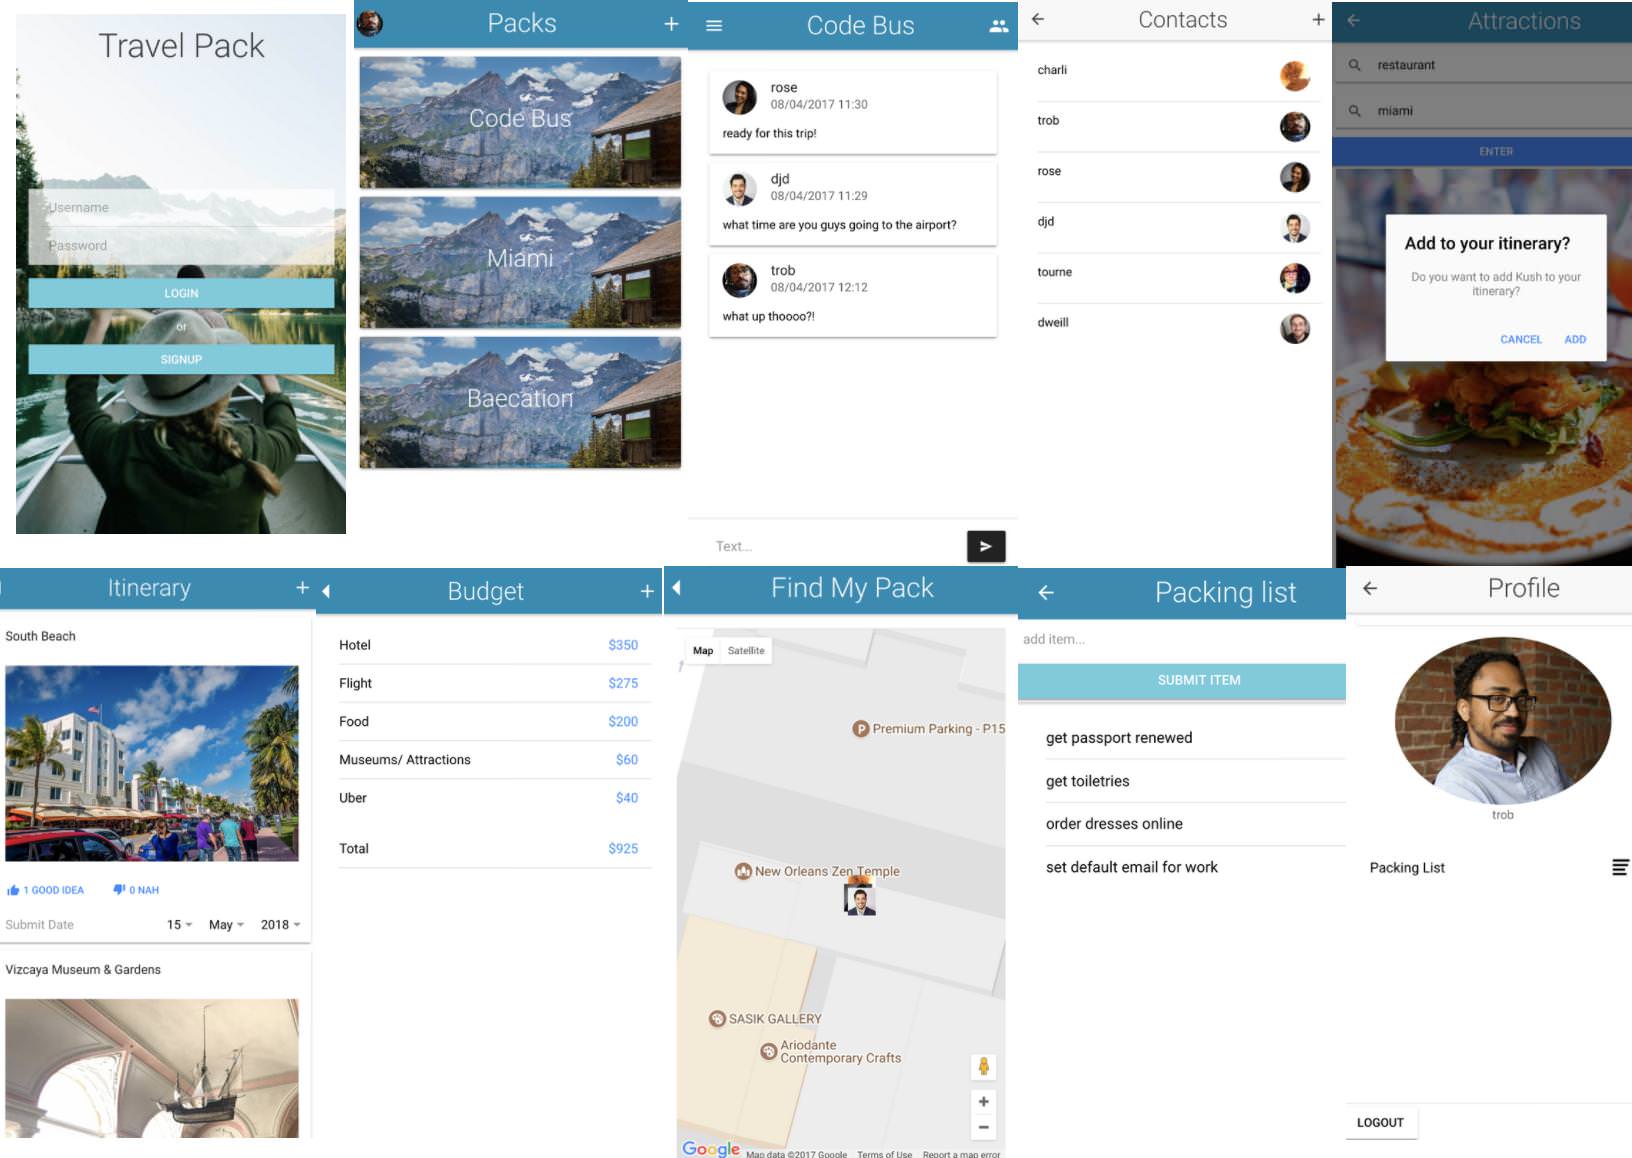 Travel Pack
Username
Password
LOGIN
or
SIGNUP
Packs +
Code Bus
Miami
Baecation
Code Bus
rose
08/04/2017 11:30
ready for this trip!
djd
08/04/2017 11:29
what time are you guys going to the airport?
trob
08/04/2017 12:12
what up thoooo?!
Text...
Contacts +
charli
trob
rose
djd
tourne
dweill
Attractions
restaurant
miami
ENTER
Add to your itinerary?
Do you want to add Kush to your
itinerary?
CANCEL ADD
Itinerary +
South Beach
1 GOOD IDEA 0 NAH
Submit Date 15 May 2018
Vizcaya Museum & Gardens
Budget +
Hotel $350
Flight $275
Food $200
Museums/ Attractions $60
Uber $40
Total $925
Find My Pack
Map Satellite
P Premium Parking - P15
New Orleans Zen Temple
SASIK GALLERY
Ariodante
Contemporary Crafts
+
−
Google Map data ©2017 Google Terms of Use Report a map error
Packing list
add item...
SUBMIT ITEM
get passport renewed
get toiletries
order dresses online
set default email for work
Profile
trob
Packing List
LOGOUT